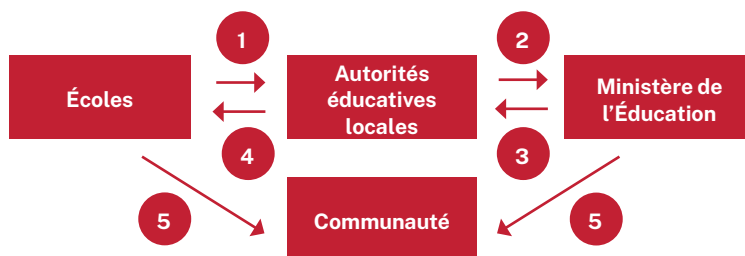 1
2
Écoles
Autorités
éducatives
locales
Ministère de
l’Éducation
4
3
5
Communauté
5